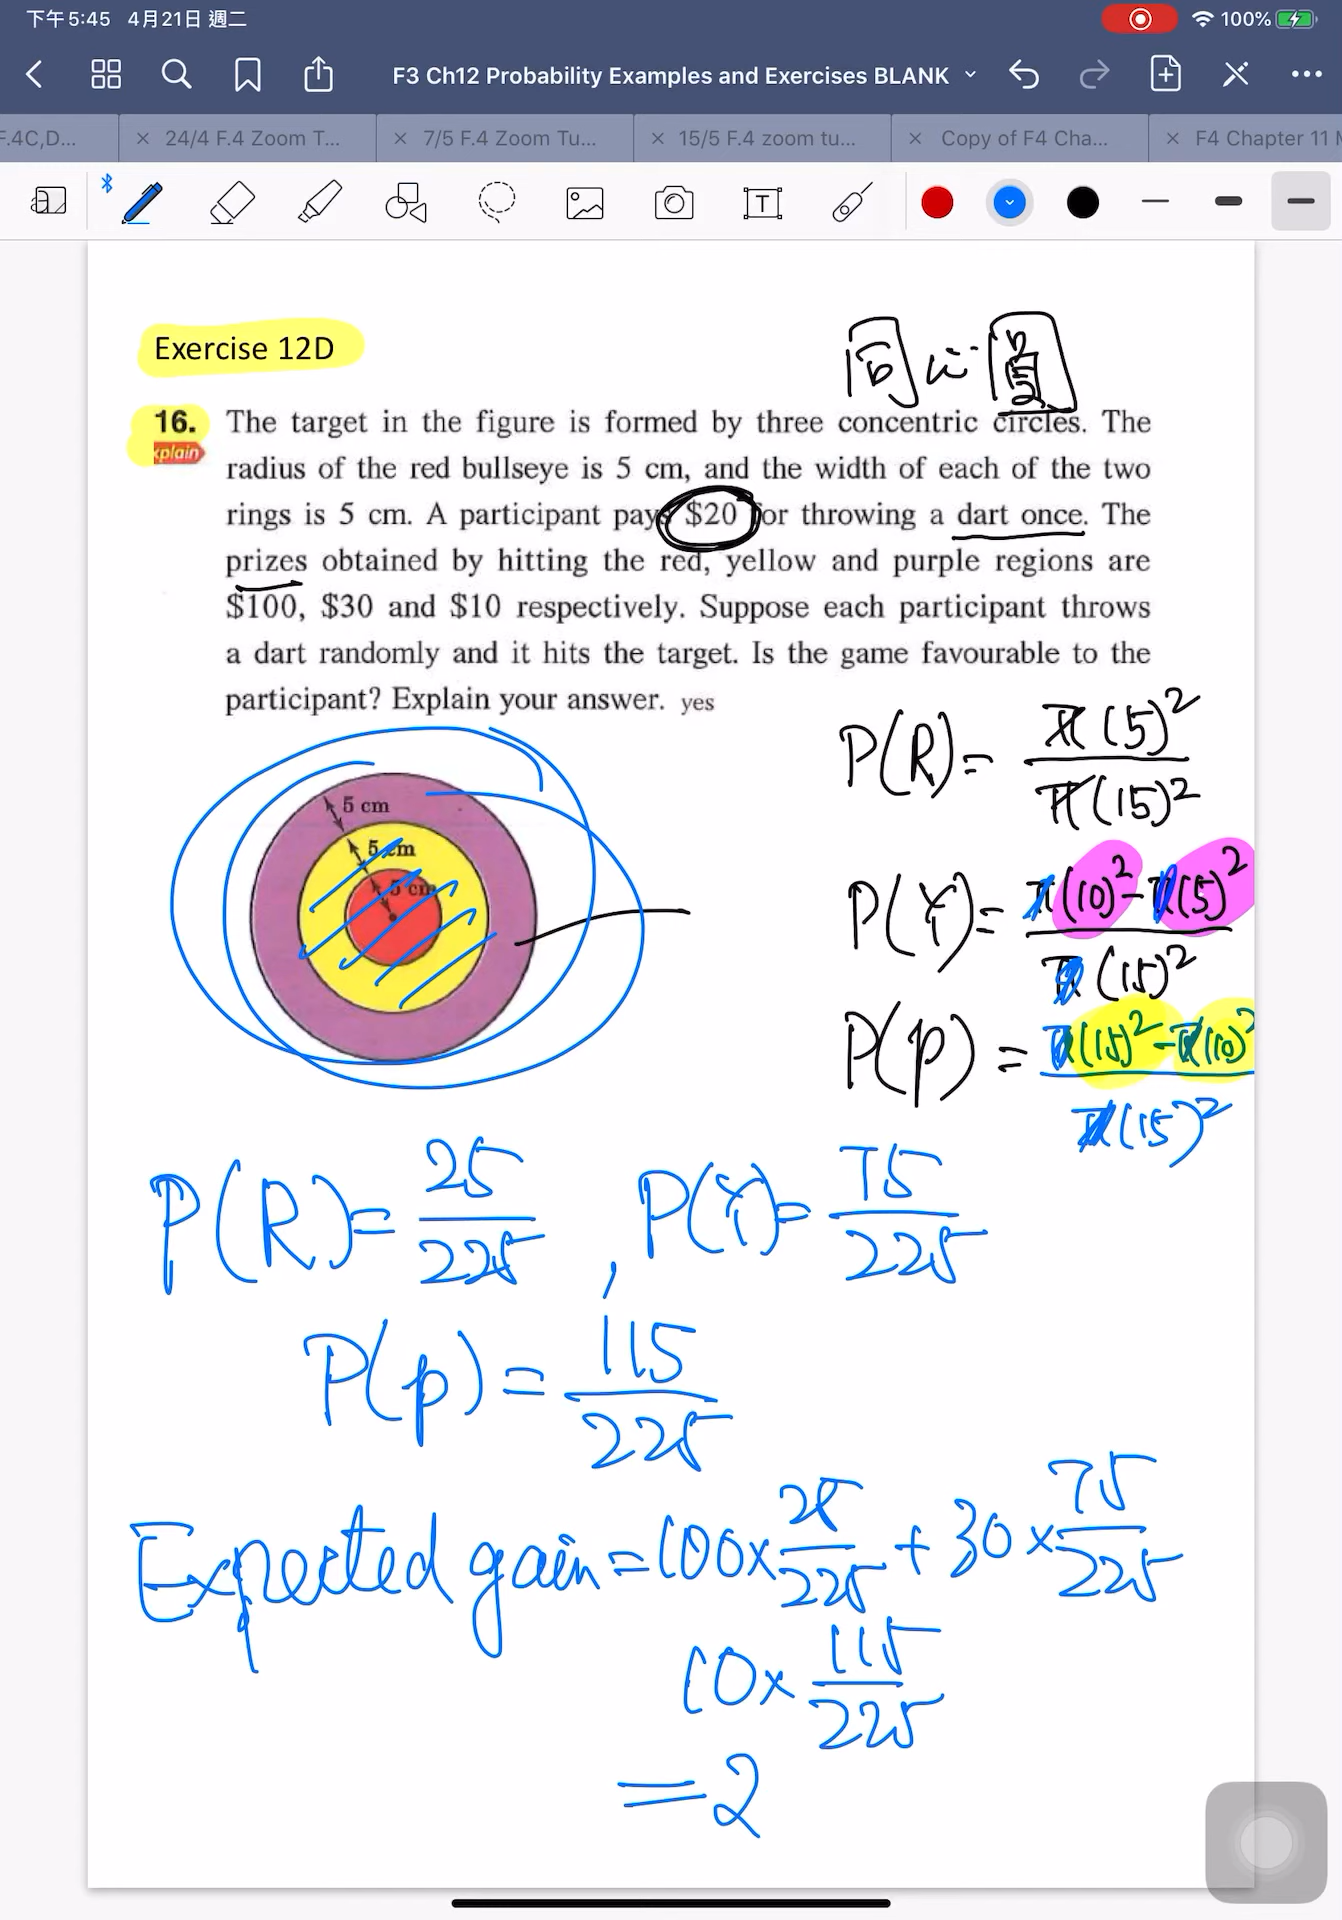 下午5:45 4月21日 週二
100%
F3 Ch12 Probability Examples and Exercises BLANK
F.4C,D... × 24/4 F.4 Zoom T... × 7/5 F.4 Zoom Tu... × 15/5 F.4 zoom tu... × Copy of F4 Cha... × F4 Chapter 11 M
Exercise 12D
同心圓
16. The target in the figure is formed by three concentric circles. The
xplain
radius of the red bullseye is 5 cm, and the width of each of the two
rings is 5 cm. A participant pays $20 for throwing a dart once. The
prizes obtained by hitting the red, yellow and purple regions are
$100, $30 and $10 respectively. Suppose each participant throws
a dart randomly and it hits the target. Is the game favourable to the
participant? Explain your answer. yes
5 cm
5 cm
5 cm
P(R)= π(5)² / π(15)²
P(Y)= π(10)²-π(5)² / π(15)²
P(p) = π(15)²-π(10)² / π(15)²
P(R)= 25/225 , P(Y)= 75/225
P(p) = 115/225
Expected gain = 100 × 25/225 + 30 × 75/225
10 × 115/225
= 2